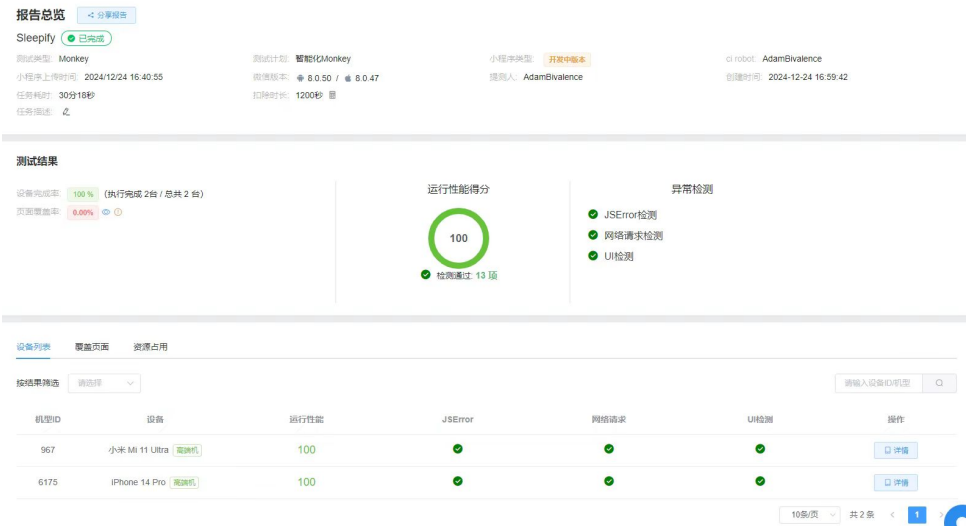 报告总览 分享报告
Sleepify 已完成
测试类型: Monkey 测试计划: 智能化Monkey 小程序类型: 开发中版本 ci robot: AdamBivalence
小程序上传时间: 2024/12/24 16:40:55 微信版本: 8.0.50 / 8.0.47 提测人: AdamBivalence 创建时间: 2024-12-24 16:59:42
任务耗时: 30分18秒 扣除时长: 1200秒
任务描述:
测试结果
设备完成率: 100 % (执行完成 2台 / 总共 2 台)
页面覆盖率: 0.00%
运行性能得分
100
检测通过: 13 项
异常检测
JSError检测
网络请求检测
UI检测
设备列表 覆盖页面 资源占用
按结果筛选 请选择 请输入设备ID/机型
机型ID 设备 运行性能 JSError 网络请求 UI检测 操作
967 小米 Mi 11 Ultra 高端机 100 详情
6175 iPhone 14 Pro 高端机 100 详情
10条/页 共 2 条 1